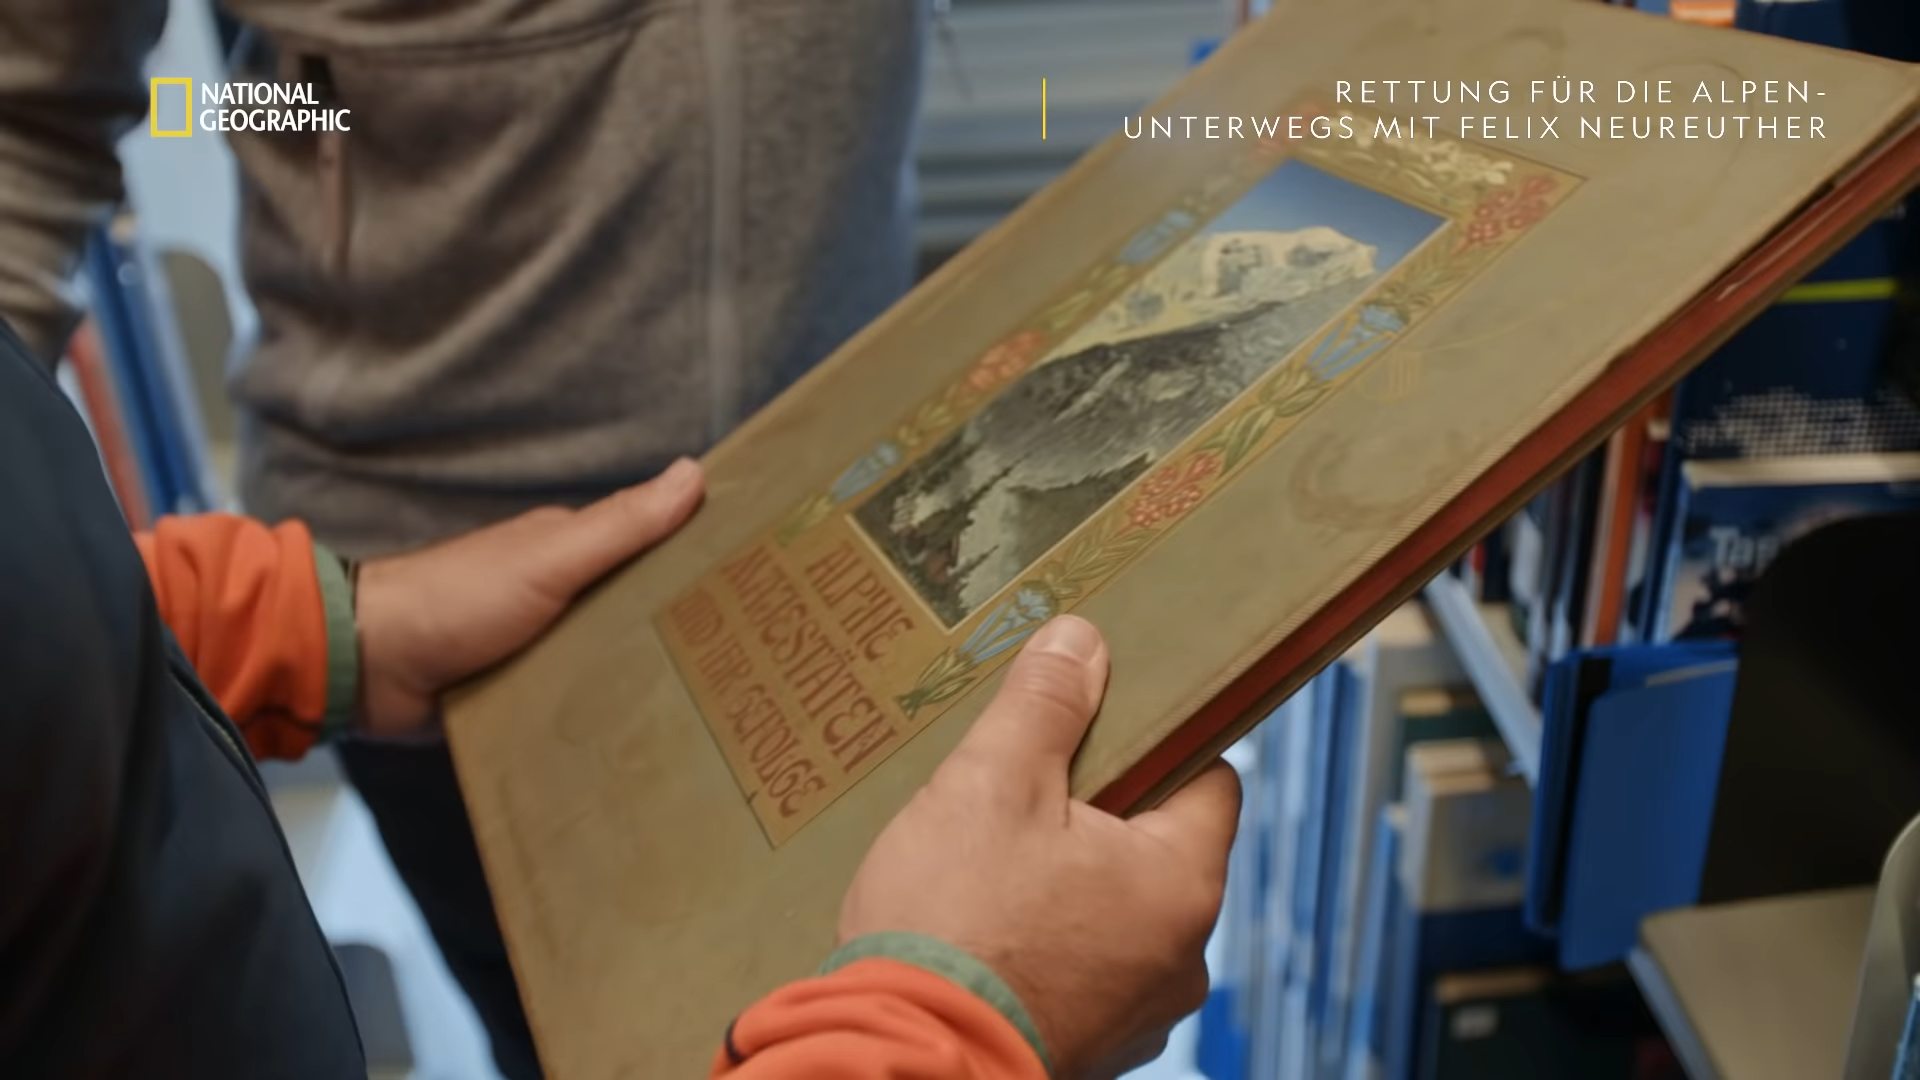 NATIONAL
GEOGRAPHIC
RETTUNG FÜR DIE ALPEN-
UNTERWEGS MIT FELIX NEUREUTHER
ALPINE
MAJESTÄTEN
UND IHR GEFOLGE